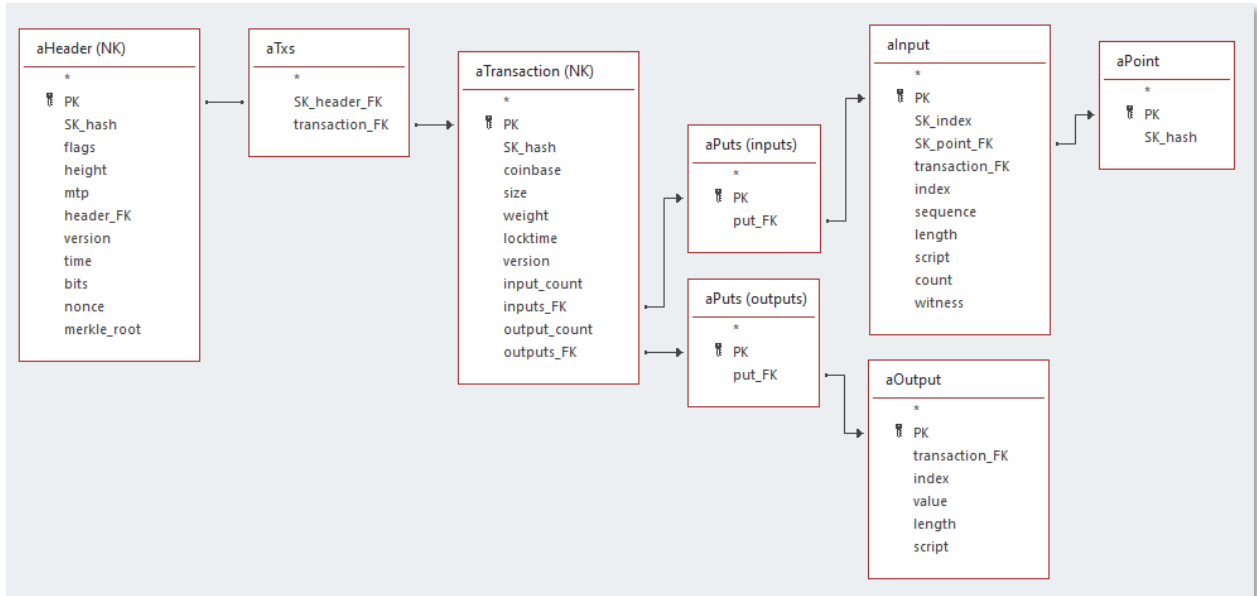 aHeader (NK)
*
PK
SK_hash
flags
height
mtp
header_FK
version
time
bits
nonce
merkle_root
aTxs
*
SK_header_FK
transaction_FK
aTransaction (NK)
*
PK
SK_hash
coinbase
size
weight
locktime
version
input_count
inputs_FK
output_count
outputs_FK
aPuts (inputs)
*
PK
put_FK
aPuts (outputs)
*
PK
put_FK
aInput
*
PK
SK_index
SK_point_FK
transaction_FK
index
sequence
length
script
count
witness
aOutput
*
PK
transaction_FK
index
value
length
script
aPoint
*
PK
SK_hash